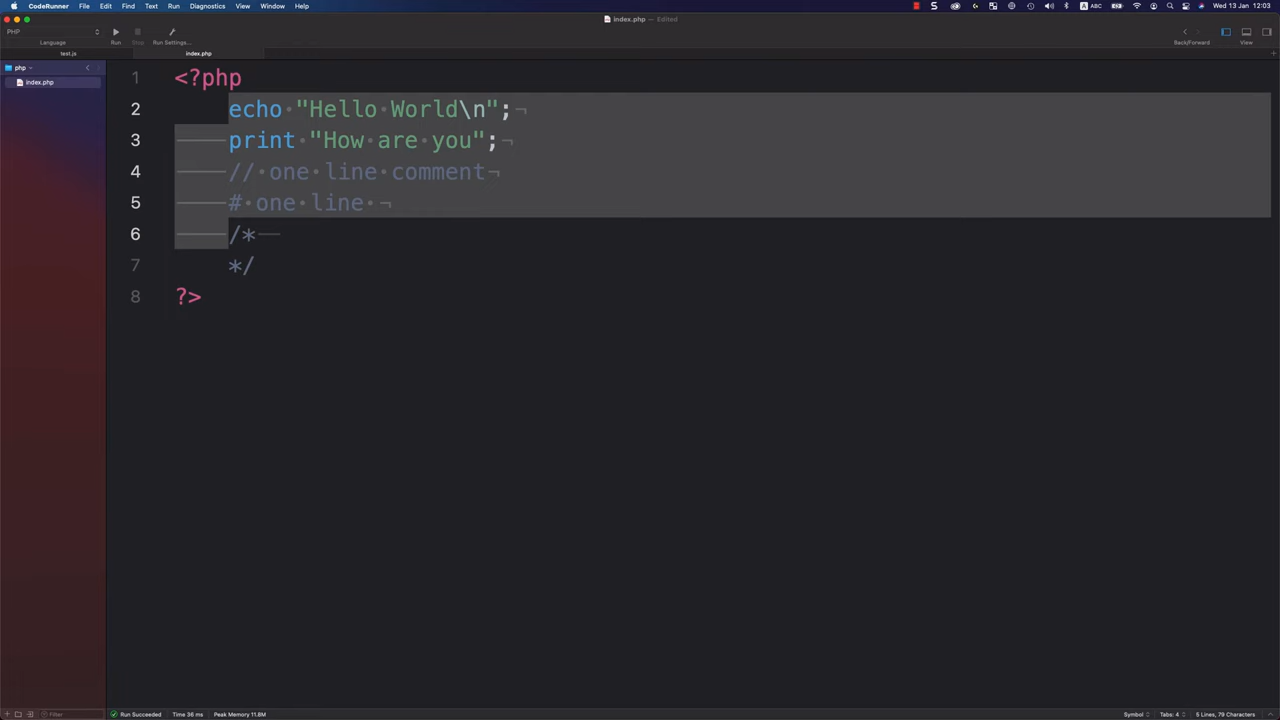 CodeRunner File Edit Find Text Run Diagnostics View Window Help
ABC Wed 13 Jan 12:03
index.php — Edited
PHP
Language Run Stop Run Settings... Back/Forward View
test.js index.php
php
index.php
1 <?php
2 echo "Hello World\n";
3 print "How are you";
4 // one line comment
5 # one line
6 /*
7 */
8 ?>
Filter Run Succeeded Time 36 ms Peak Memory 11.8M Symbol Tabs: 4 5 Lines, 79 Characters